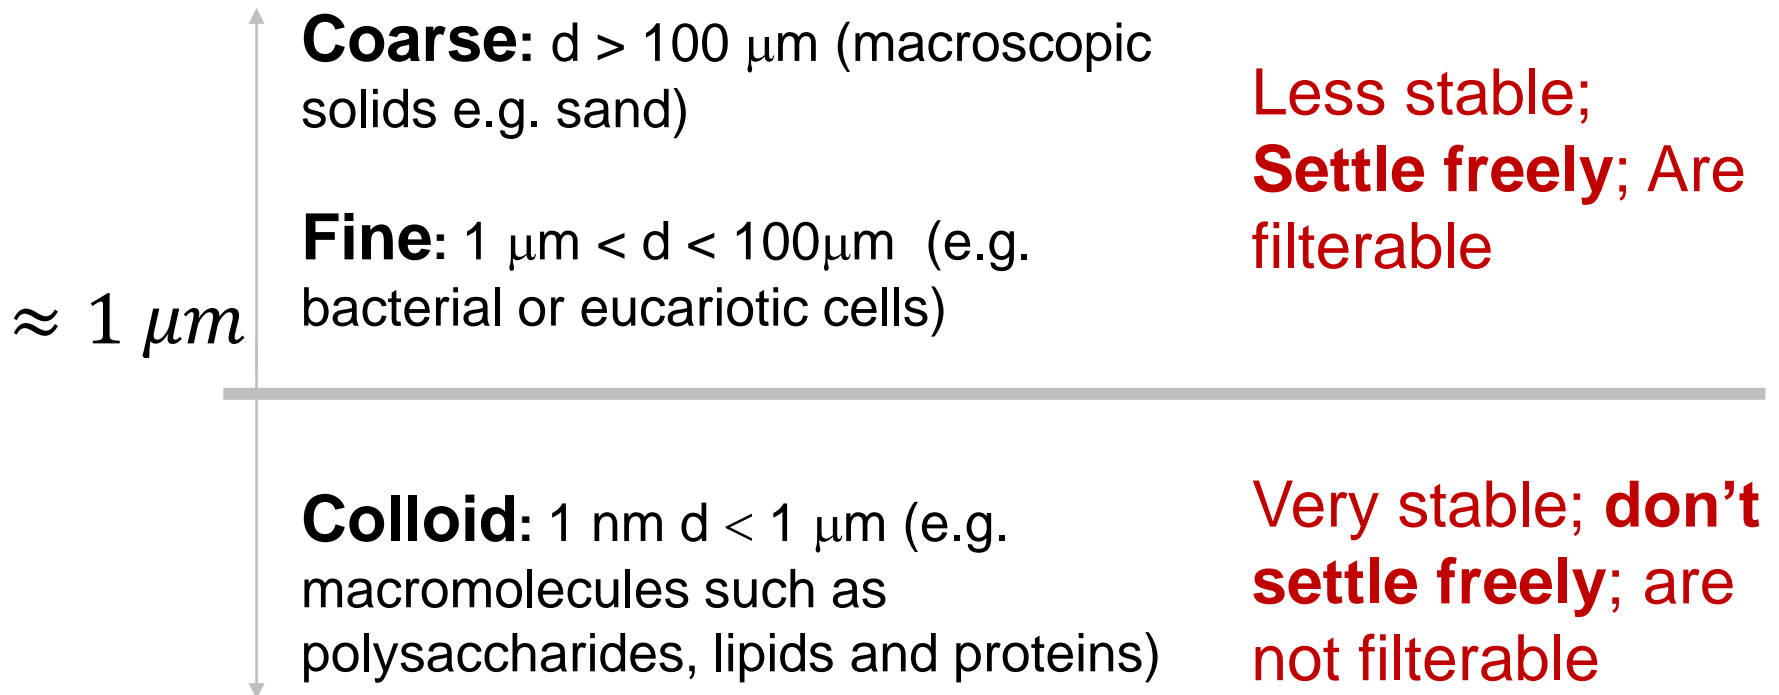 Coarse: d > 100 μm (macroscopic
solids e.g. sand)
Less stable;
Settle freely; Are
filterable
Fine: 1 μm < d < 100μm (e.g.
bacterial or eucariotic cells)
≈ 1 μm
Colloid: 1 nm d < 1 μm (e.g.
macromolecules such as
polysaccharides, lipids and proteins)
Very stable; don’t
settle freely; are
not filterable